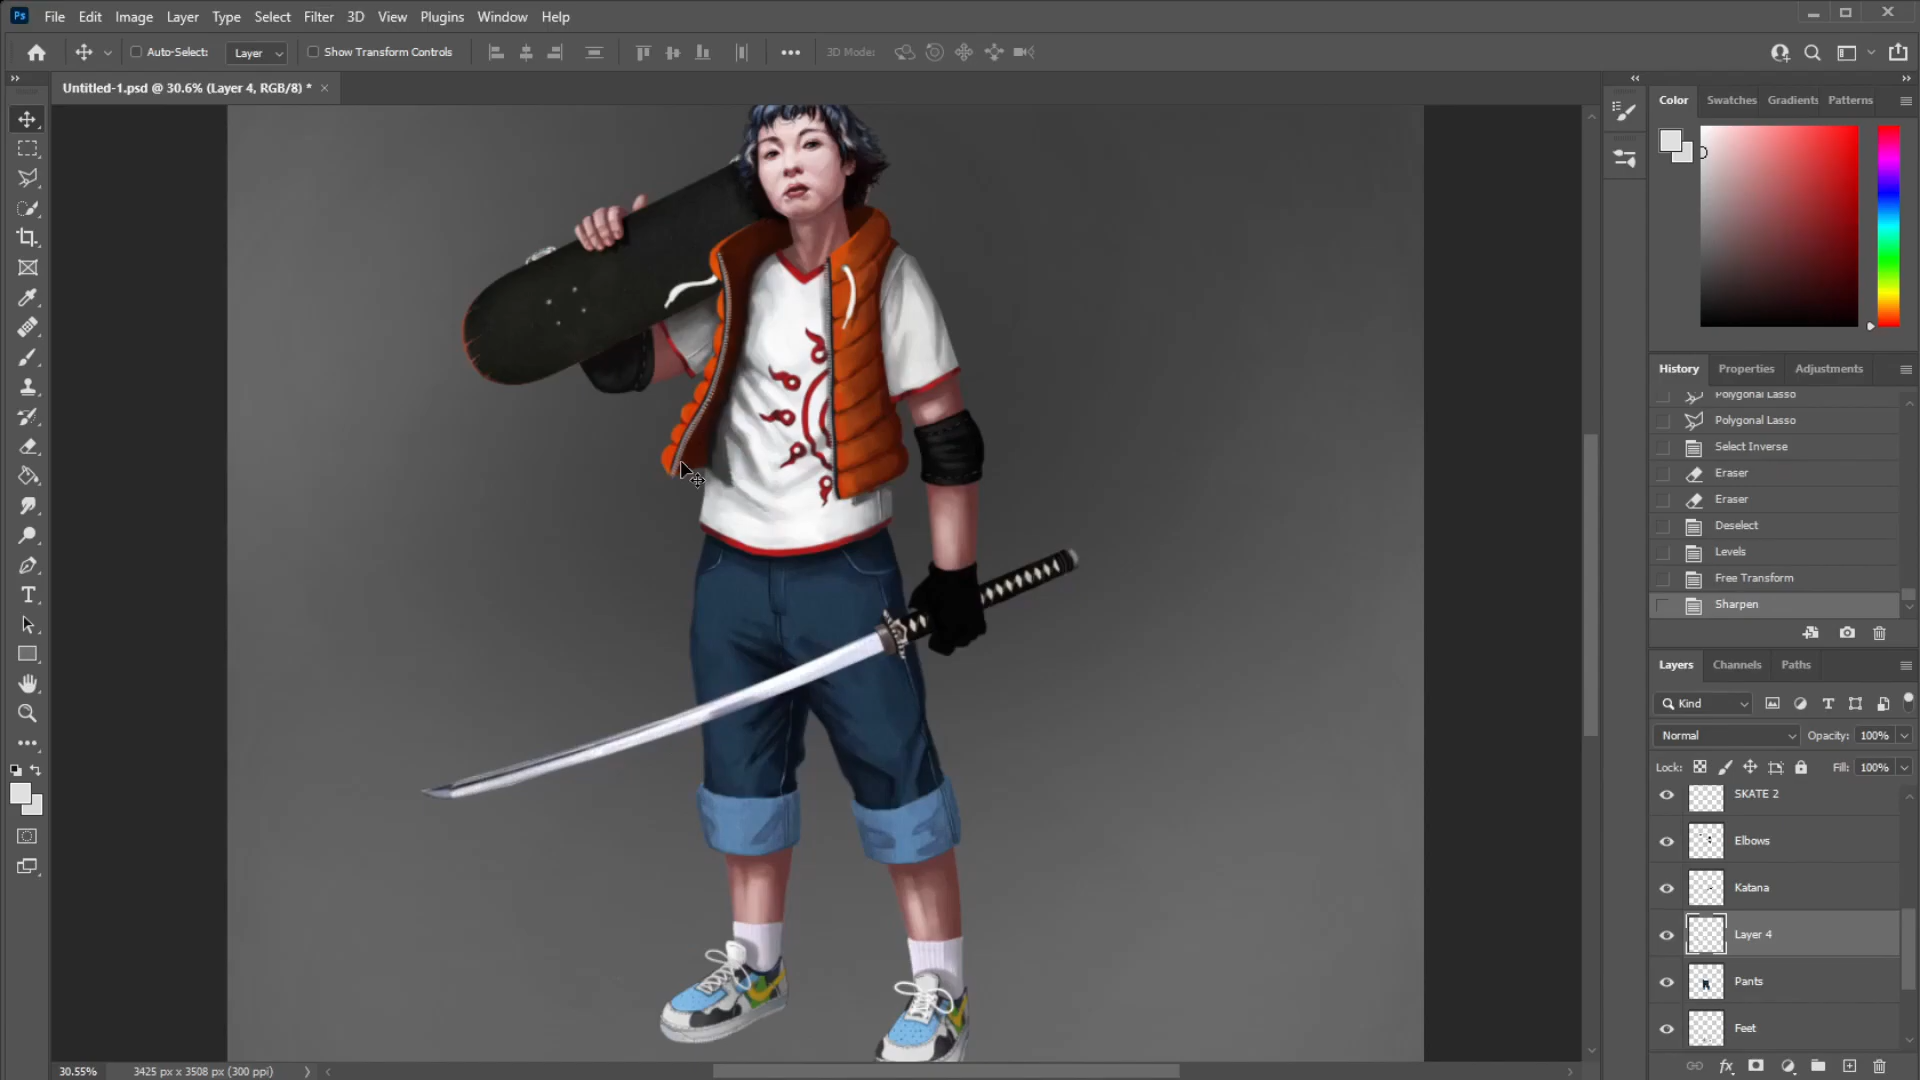 Ps File Edit Image Layer Type Select Filter 3D View Plugins Window Help
Auto-Select: Layer Show Transform Controls 3D Mode:
Untitled-1.psd @ 30.6% (Layer 4, RGB/8) *
Color Swatches Gradients Patterns
History Properties Adjustments
Polygonal Lasso
Polygonal Lasso
Select Inverse
Eraser
Eraser
Deselect
Levels
Free Transform
Sharpen
Layers Channels Paths
Kind
Normal Opacity: 100%
Lock: Fill: 100%
SKATE 2
Elbows
Katana
Layer 4
Pants
Feet
30.55% 3425 px x 3508 px (300 ppi)